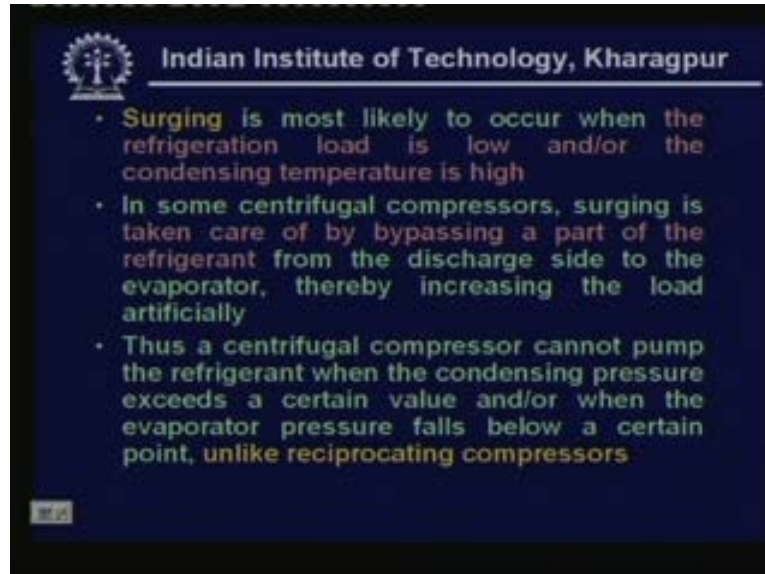 Indian Institute of Technology, Kharagpur
• Surging is most likely to occur when the
refrigeration load is low and/or the
condensing temperature is high
• In some centrifugal compressors, surging is
taken care of by bypassing a part of the
refrigerant from the discharge side to the
evaporator, thereby increasing the load
artificially
• Thus a centrifugal compressor cannot pump
the refrigerant when the condensing pressure
exceeds a certain value and/or when the
evaporator pressure falls below a certain
point, unlike reciprocating compressors